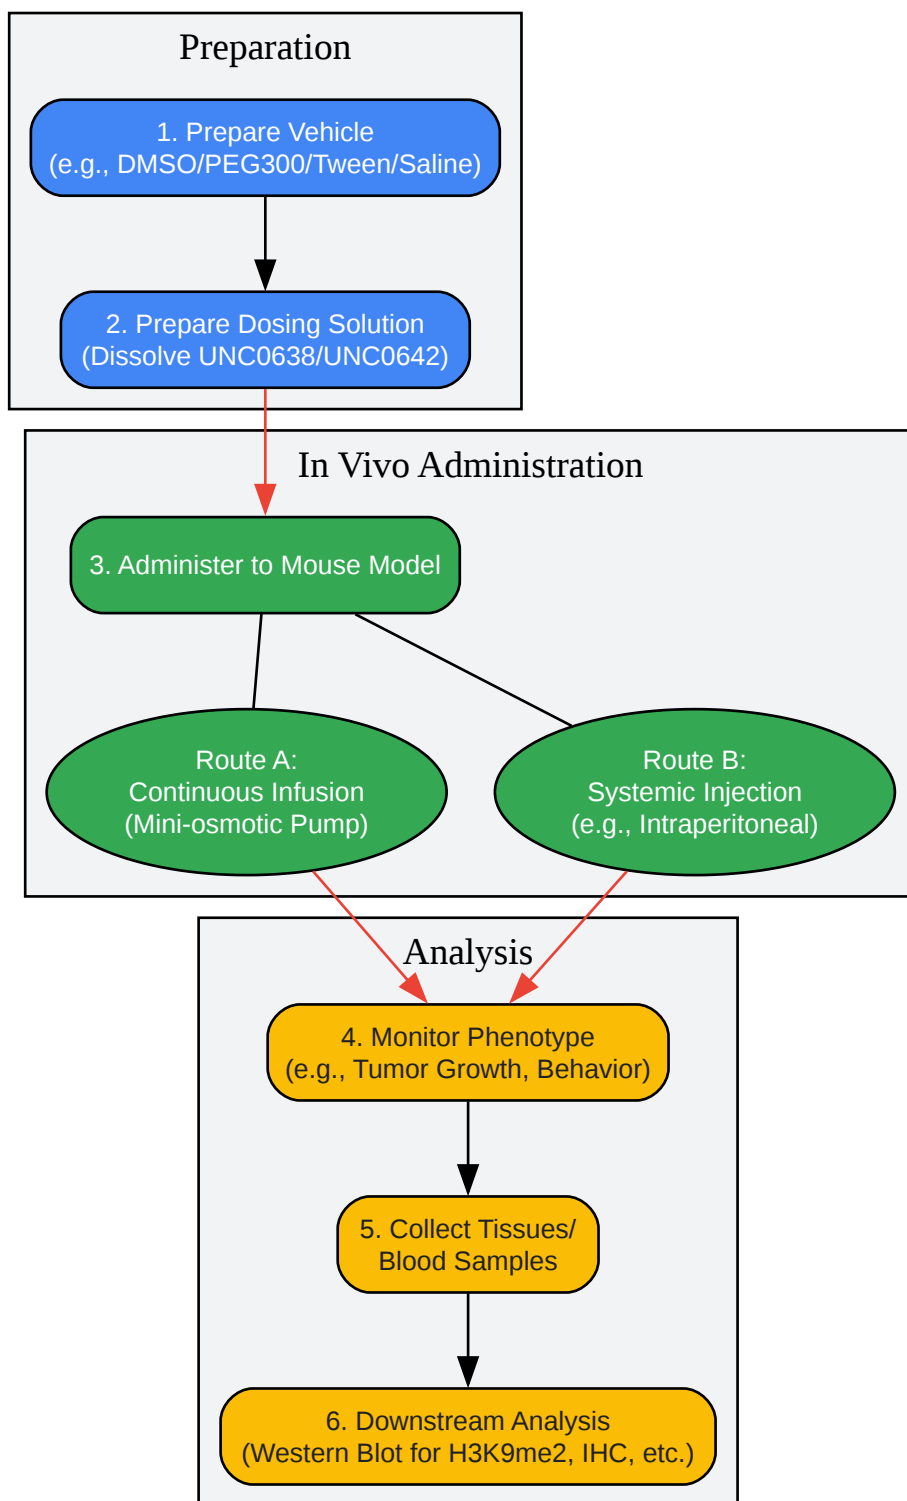 Preparation
1. Prepare Vehicle
(e.g., DMSO/PEG300/Tween/Saline)
2. Prepare Dosing Solution
(Dissolve UNC0638/UNC0642)
In Vivo Administration
3. Administer to Mouse Model
Route A:
Continuous Infusion
(Mini-osmotic Pump)
Route B:
Systemic Injection
(e.g., Intraperitoneal)
Analysis
4. Monitor Phenotype
(e.g., Tumor Growth, Behavior)
5. Collect Tissues/
Blood Samples
6. Downstream Analysis
(Western Blot for H3K9me2, IHC, etc.)